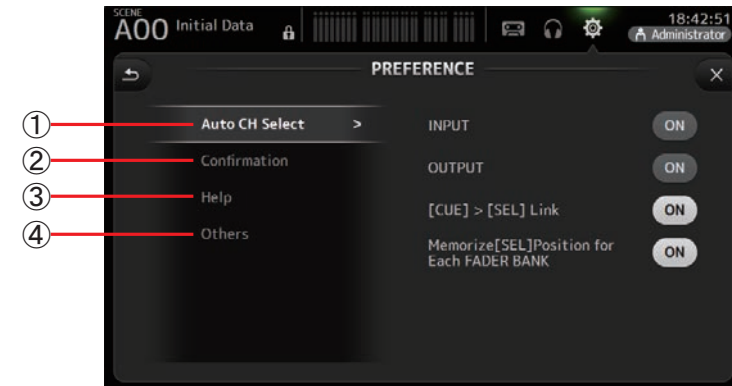 SCENE
A00 Initial Data
18:42:51
Administrator
PREFERENCE
① Auto CH Select >
② Confirmation
③ Help
④ Others
INPUT ON
OUTPUT ON
[CUE] > [SEL] Link ON
Memorize[SEL]Position for
Each FADER BANK
ON